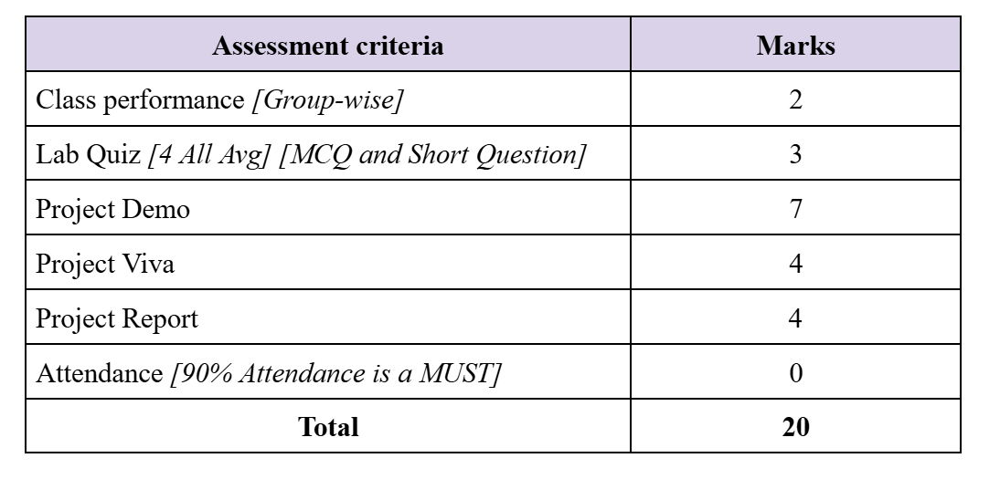 Assessment criteria Marks
Class performance [Group-wise] 2
Lab Quiz [4 All Avg] [MCQ and Short Question] 3
Project Demo 7
Project Viva 4
Project Report 4
Attendance [90% Attendance is a MUST] 0
Total 20